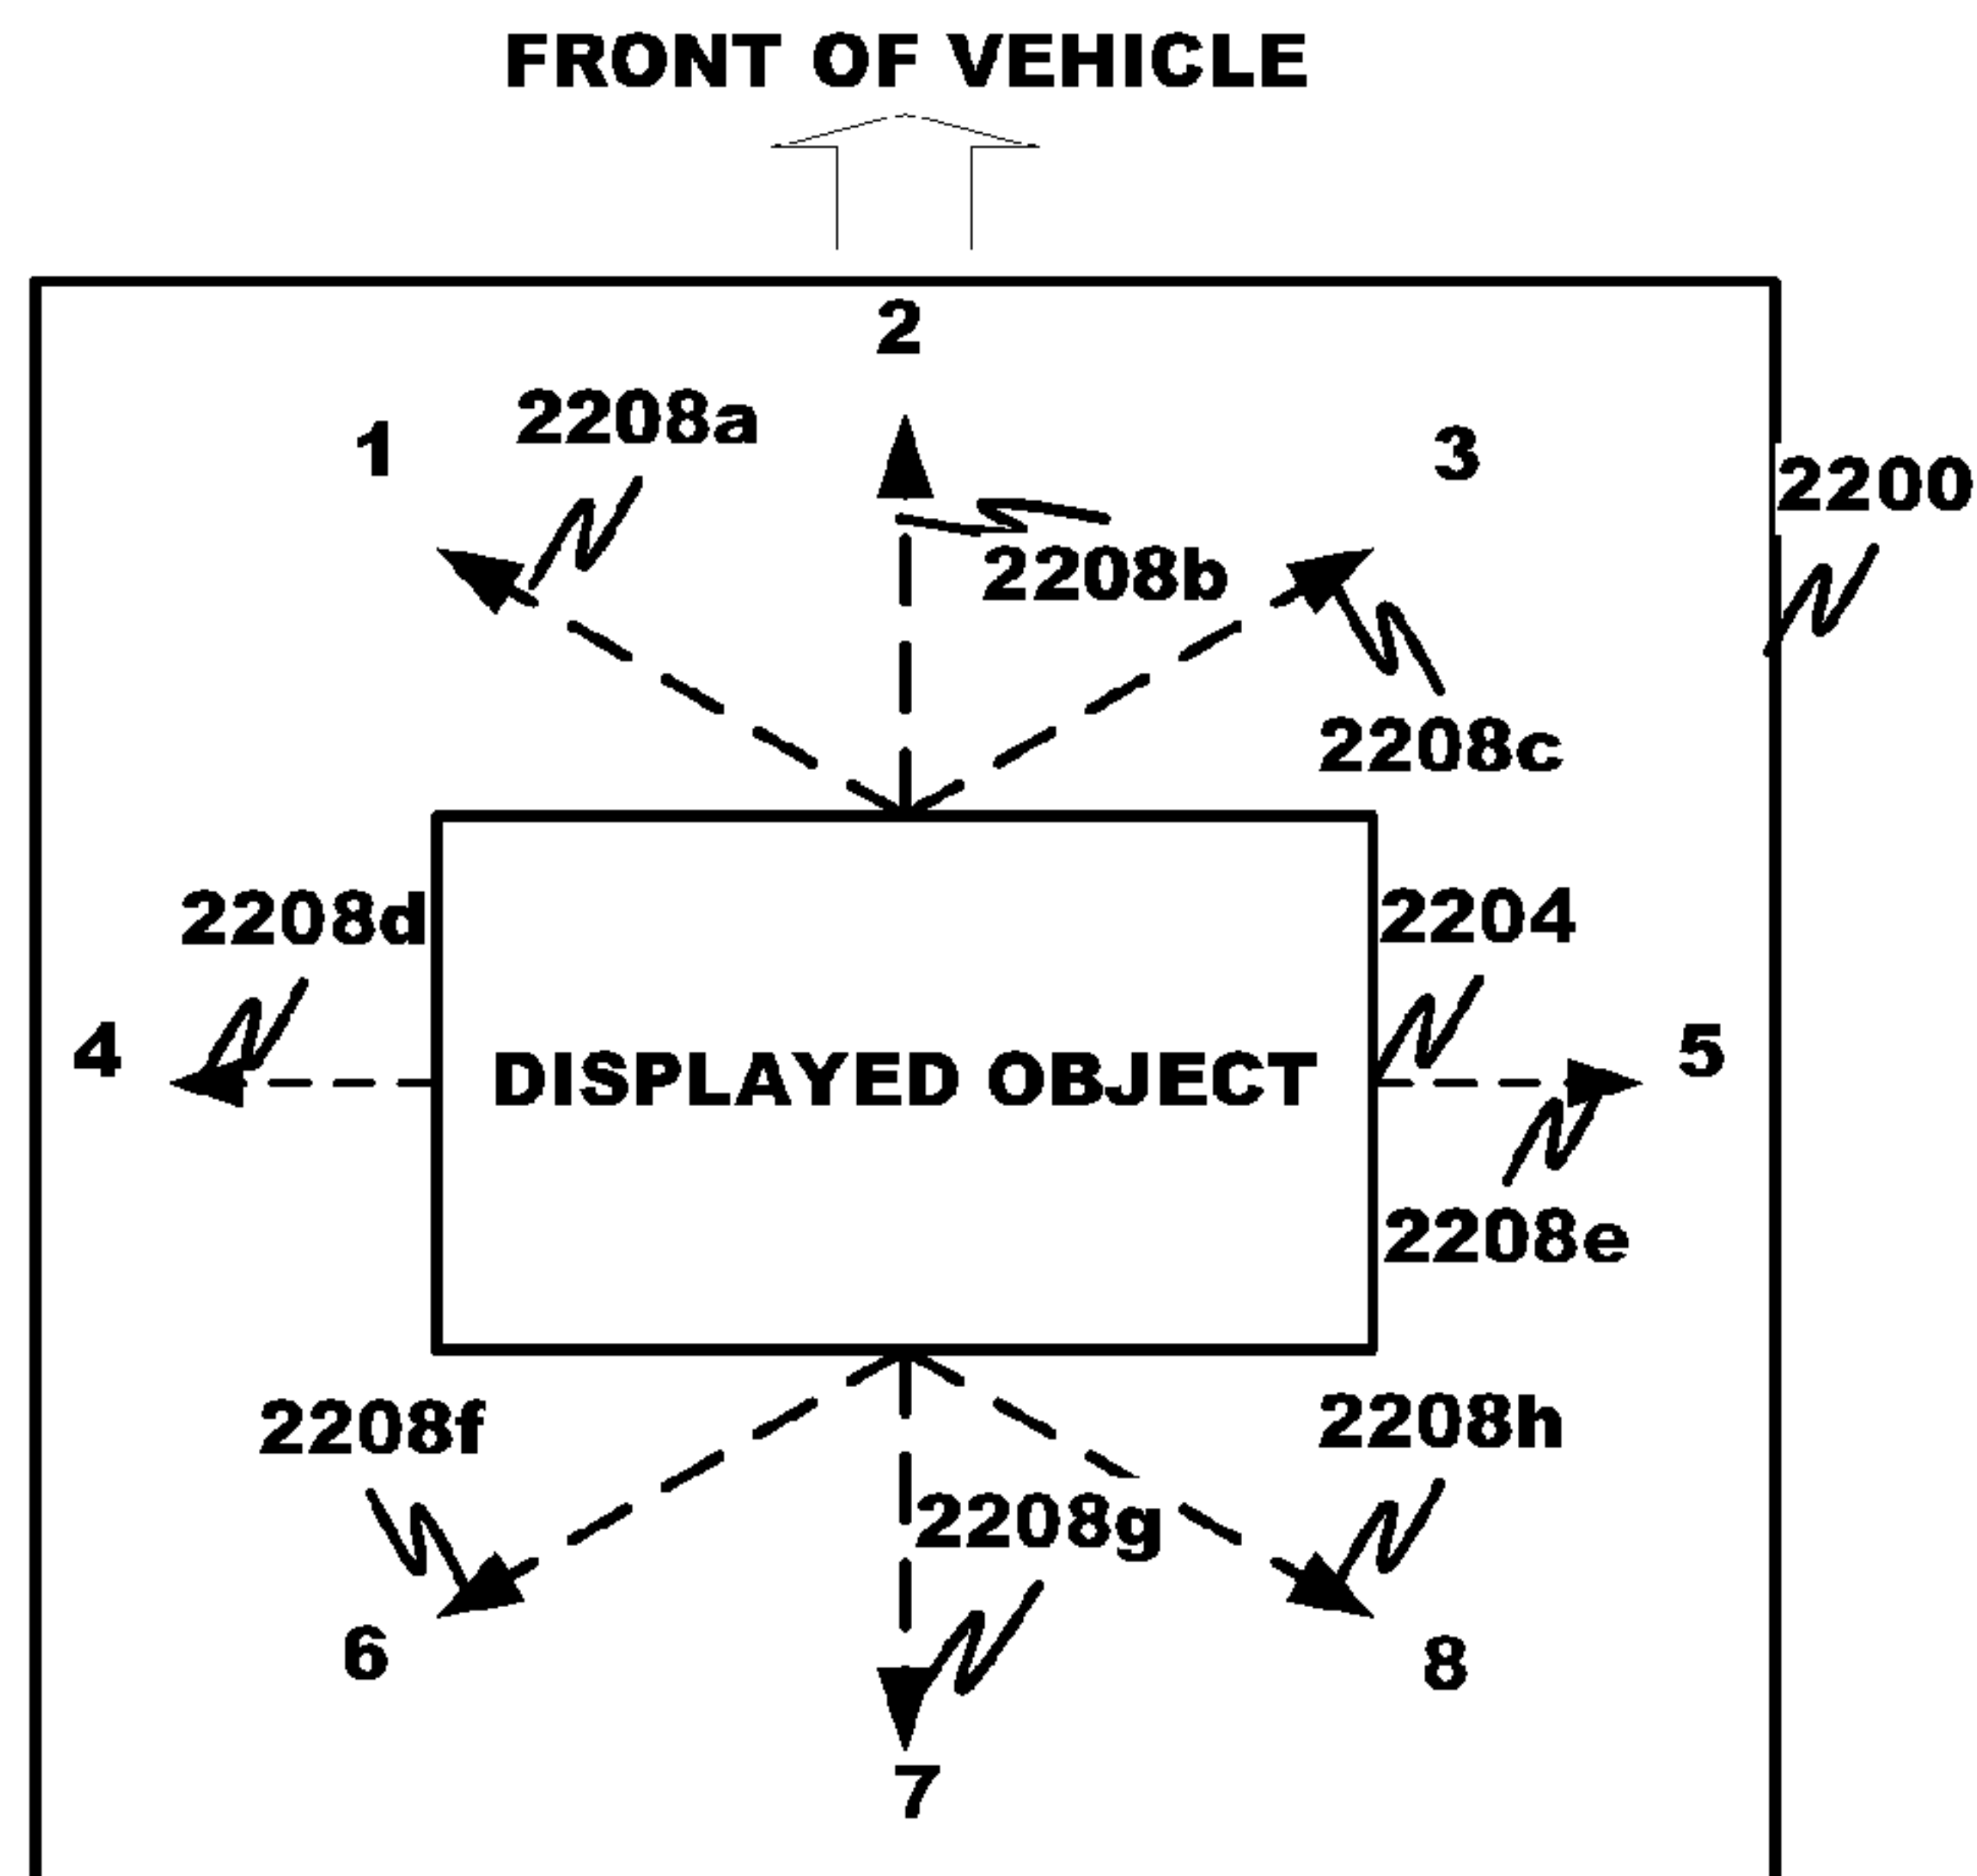 FRONT OF VEHICLE
2
2208a
1
3
2200
2208b
2208c
2208d
2204
4
DISPLAYED OBJECT
5
2208e
2208f
2208h
2208g
6
8
7